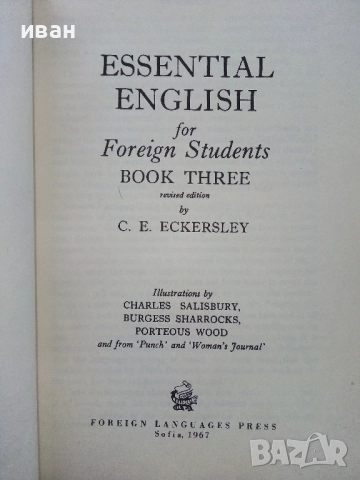 иван
ESSENTIAL
ENGLISH
for
Foreign Students
BOOK THREE
revised edition
by
C. E. ECKERSLEY
Illustrations by
CHARLES SALISBURY,
BURGESS SHARROCKS,
PORTEOUS WOOD
and from 'Punch' and 'Woman's Journal'
FOREIGN LANGUAGES PRESS
Sofia, 1967
BAZAR